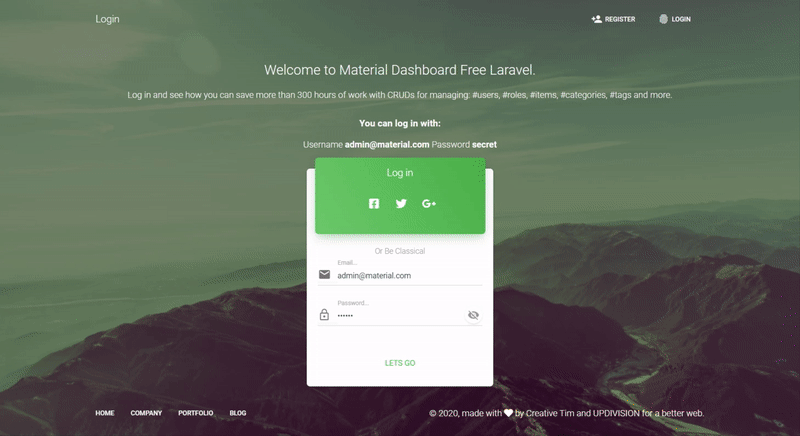 Login
REGISTER
LOGIN
Welcome to Material Dashboard Free Laravel.
Log in and see how you can save more than 300 hours of work with CRUDs for managing: #users, #roles, #items, #categories, #tags and more.
You can log in with:
Username admin@material.com Password secret
Log in
Or Be Classical
Email...
admin@material.com
Password...
••••••
LETS GO
HOME COMPANY PORTFOLIO BLOG
© 2020, made with ♥ by Creative Tim and UPDIVISION for a better web.